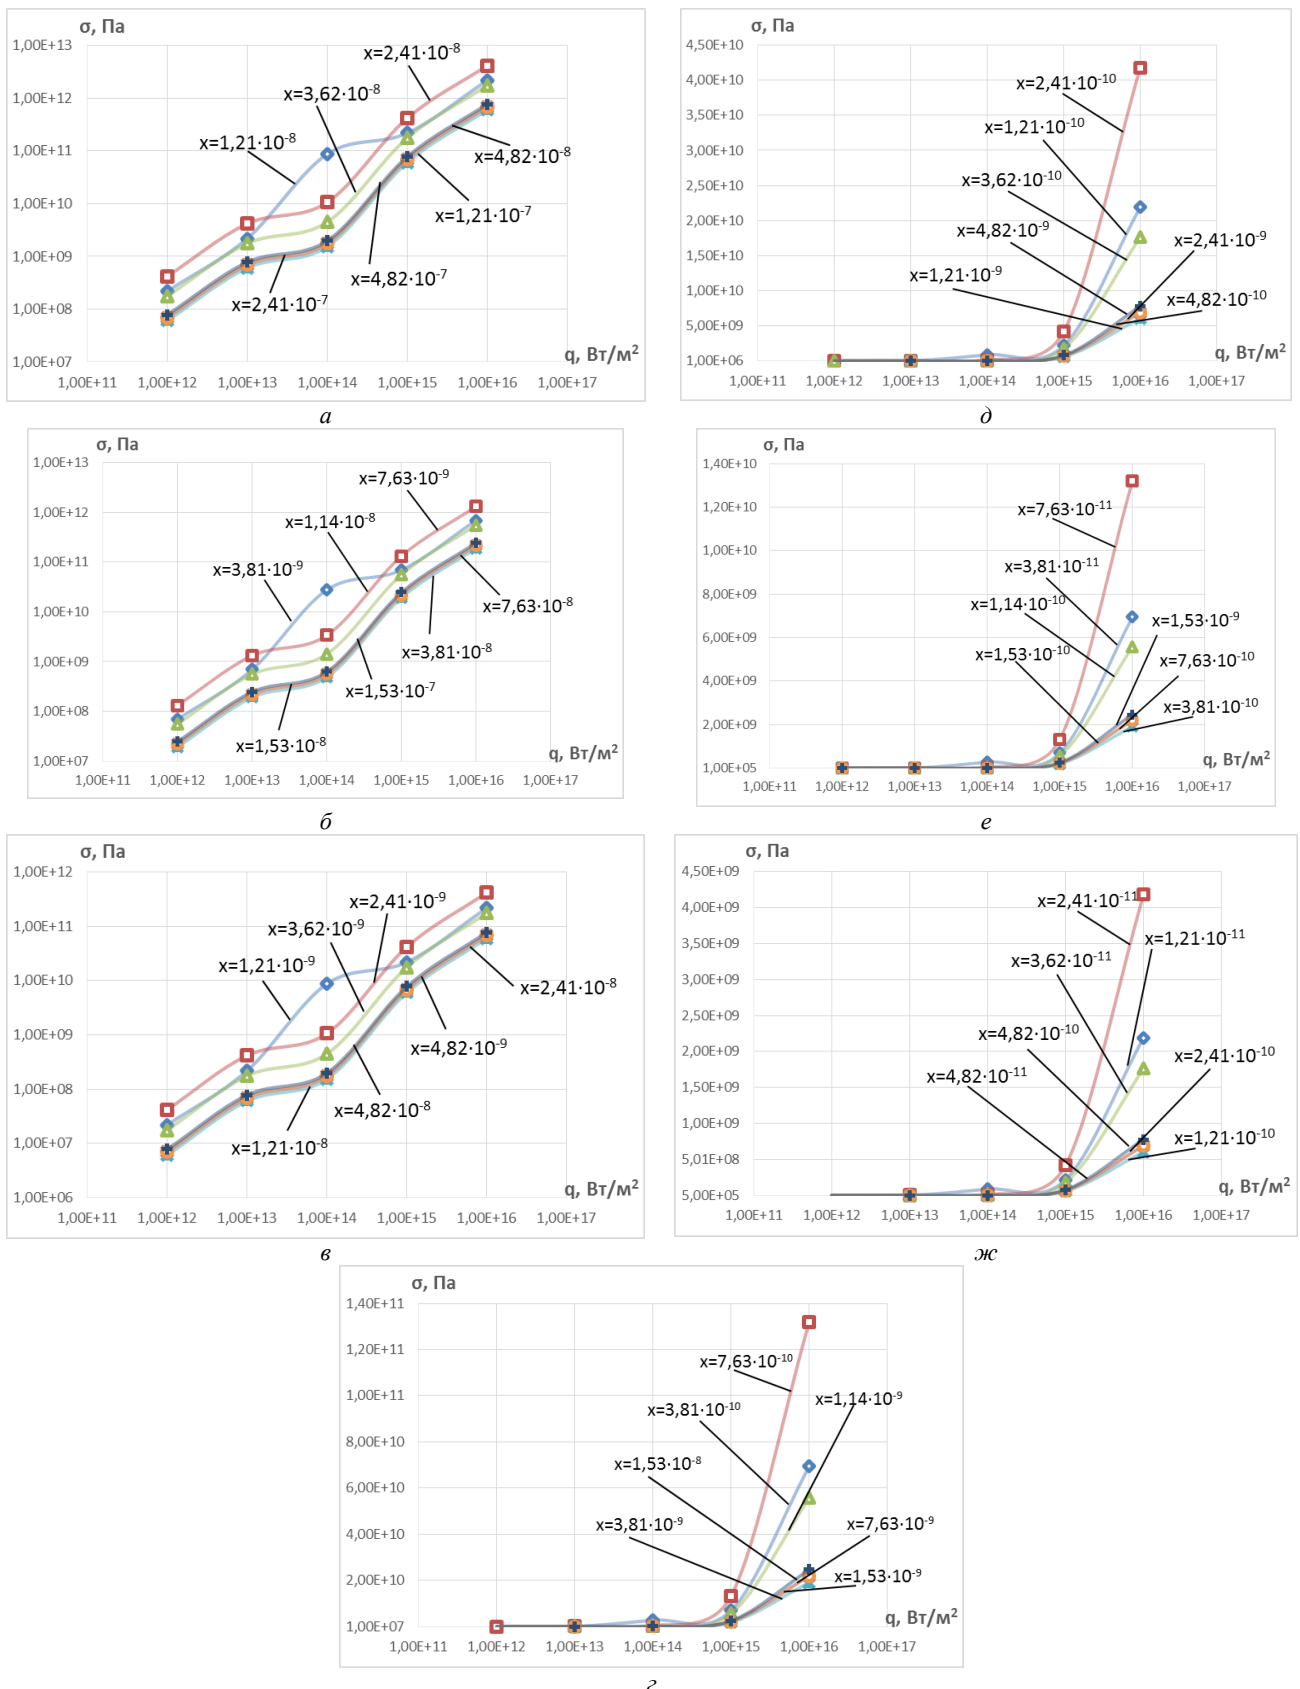 σ, Па
1,00E+13
1,00E+12
1,00E+11
1,00E+10
1,00E+09
1,00E+08
1,00E+07
x=2,41·10⁻⁸
x=3,62·10⁻⁸
x=1,21·10⁻⁸
x=4,82·10⁻⁸
x=1,21·10⁻⁷
x=4,82·10⁻⁷
x=2,41·10⁻⁷
q, Вт/м²
1,00E+11 1,00E+12 1,00E+13 1,00E+14 1,00E+15 1,00E+16 1,00E+17
а
σ, Па
4,50E+10
4,00E+10
3,50E+10
3,00E+10
2,50E+10
2,00E+10
1,50E+10
1,00E+10
5,00E+09
1,00E+06
x=2,41·10⁻¹⁰
x=1,21·10⁻¹⁰
x=3,62·10⁻¹⁰
x=4,82·10⁻⁹
x=2,41·10⁻⁹
x=1,21·10⁻⁹
x=4,82·10⁻¹⁰
q, Вт/м²
1,00E+11 1,00E+12 1,00E+13 1,00E+14 1,00E+15 1,00E+16 1,00E+17
д
σ, Па
1,00E+13
1,00E+12
1,00E+11
1,00E+10
1,00E+09
1,00E+08
1,00E+07
x=7,63·10⁻⁹
x=1,14·10⁻⁸
x=3,81·10⁻⁹
x=7,63·10⁻⁸
x=3,81·10⁻⁸
x=1,53·10⁻⁷
x=1,53·10⁻⁸
q, Вт/м²
1,00E+11 1,00E+12 1,00E+13 1,00E+14 1,00E+15 1,00E+16 1,00E+17
б
σ, Па
1,40E+10
1,20E+10
1,00E+10
8,00E+09
6,00E+09
4,00E+09
2,00E+09
1,00E+05
x=7,63·10⁻¹¹
x=3,81·10⁻¹¹
x=1,14·10⁻¹⁰
x=1,53·10⁻⁹
x=1,53·10⁻¹⁰
x=7,63·10⁻¹⁰
x=3,81·10⁻¹⁰
q, Вт/м²
1,00E+11 1,00E+12 1,00E+13 1,00E+14 1,00E+15 1,00E+16 1,00E+17
е
σ, Па
1,00E+12
1,00E+11
1,00E+10
1,00E+09
1,00E+08
1,00E+07
1,00E+06
x=2,41·10⁻⁹
x=3,62·10⁻⁹
x=1,21·10⁻⁹
x=2,41·10⁻⁸
x=4,82·10⁻⁹
x=4,82·10⁻⁸
x=1,21·10⁻⁸
q, Вт/м²
1,00E+11 1,00E+12 1,00E+13 1,00E+14 1,00E+15 1,00E+16 1,00E+17
в
σ, Па
4,50E+09
4,00E+09
3,50E+09
3,00E+09
2,50E+09
2,00E+09
1,50E+09
1,00E+09
5,01E+08
5,00E+05
x=2,41·10⁻¹¹
x=1,21·10⁻¹¹
x=3,62·10⁻¹¹
x=4,82·10⁻¹⁰
x=2,41·10⁻¹⁰
x=4,82·10⁻¹¹
x=1,21·10⁻¹⁰
q, Вт/м²
1,00E+11 1,00E+12 1,00E+13 1,00E+14 1,00E+15 1,00E+16 1,00E+17
ж
σ, Па
1,40E+11
1,20E+11
1,00E+11
8,00E+10
6,00E+10
4,00E+10
2,00E+10
1,00E+07
x=7,63·10⁻¹⁰
x=1,14·10⁻⁹
x=3,81·10⁻¹⁰
x=1,53·10⁻⁸
x=3,81·10⁻⁹
x=7,63·10⁻⁹
x=1,53·10⁻⁹
q, Вт/м²
1,00E+11 1,00E+12 1,00E+13 1,00E+14 1,00E+15 1,00E+16 1,00E+17
г